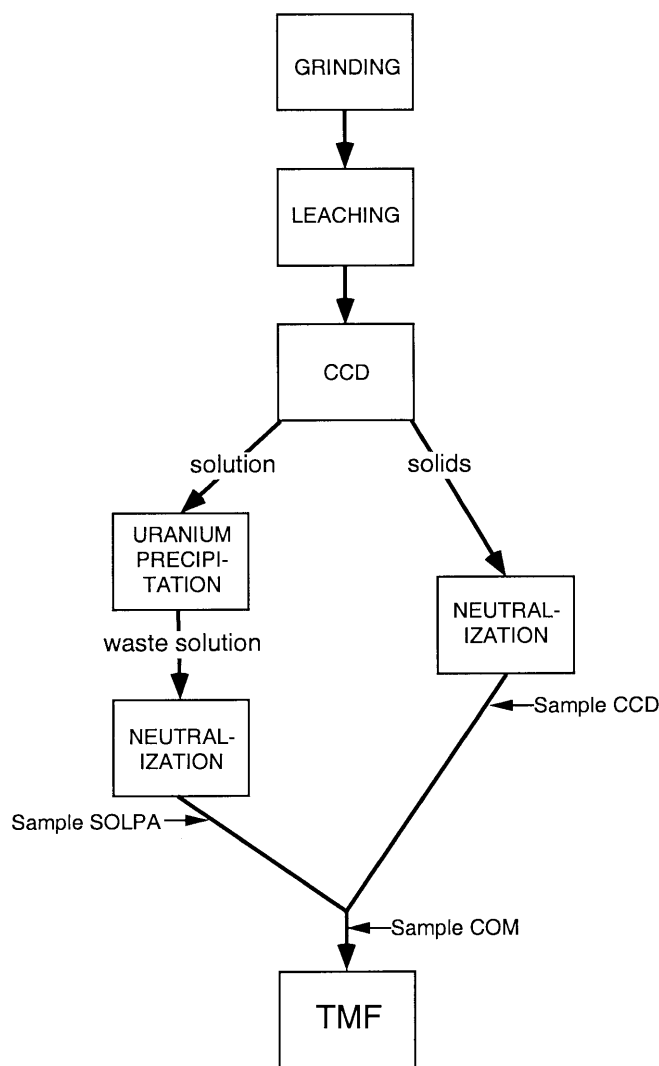 GRINDING
LEACHING
CCD
solution
solids
URANIUM
PRECIPI-
TATION
NEUTRAL-
IZATION
waste solution
Sample CCD
NEUTRAL-
IZATION
Sample SOLPA
Sample COM
TMF